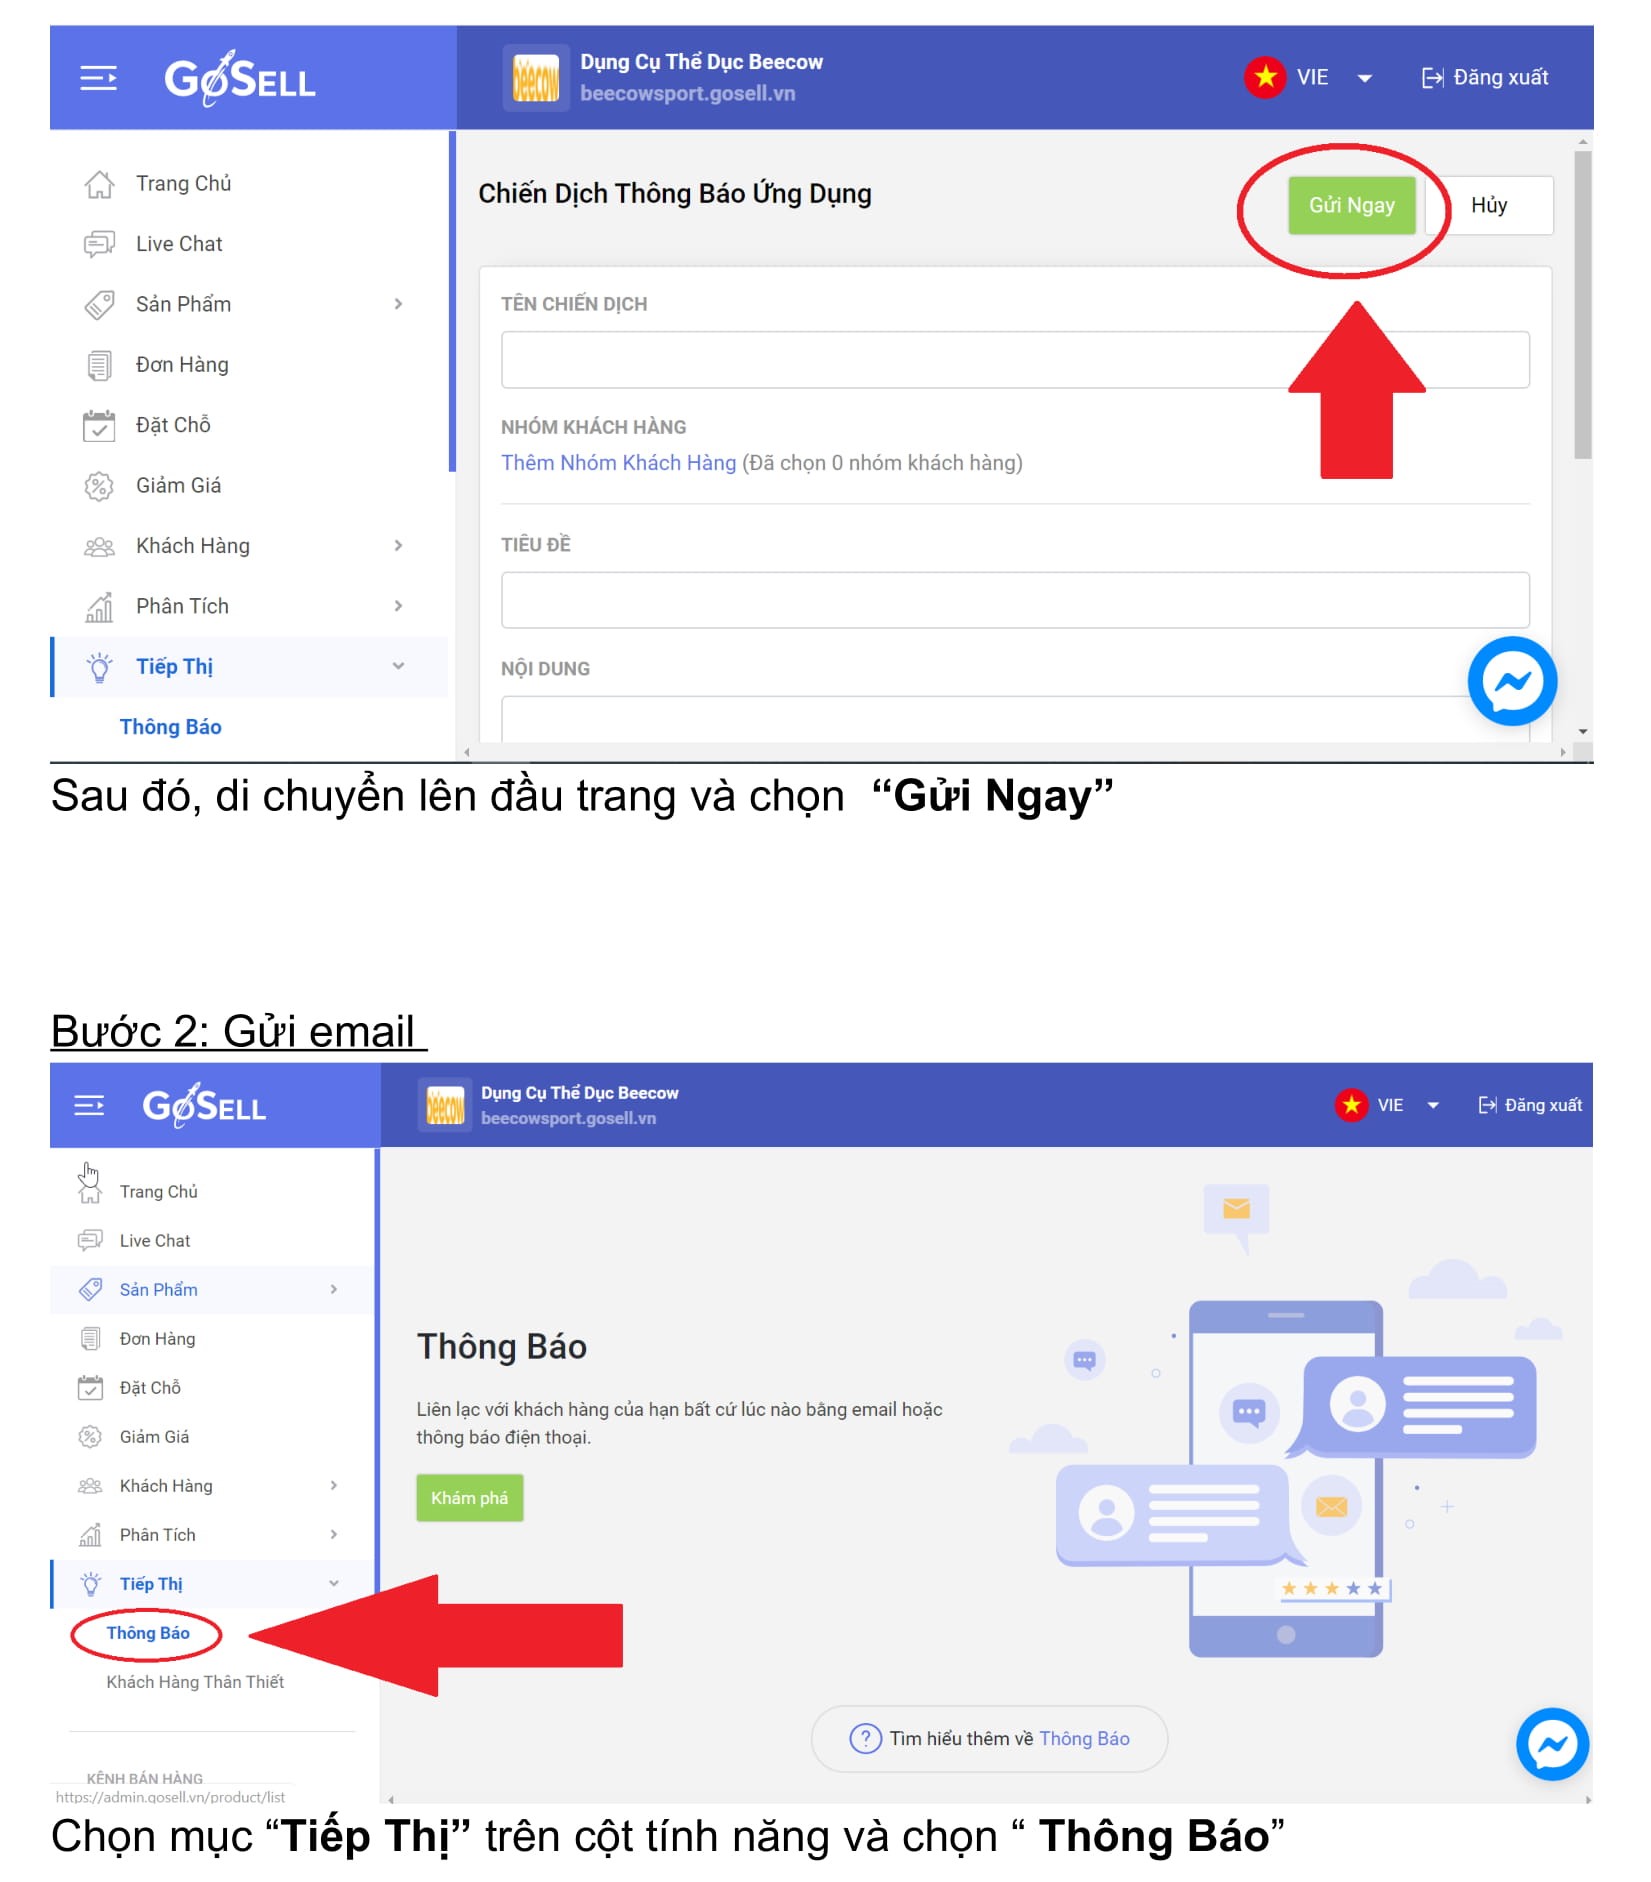 GoSELL
Dụng Cụ Thể Dục Beecow
beecowsport.gosell.vn
VIE
Đăng xuất
Trang Chủ
Live Chat
Sản Phẩm
Đơn Hàng
Đặt Chỗ
Giảm Giá
Khách Hàng
Phân Tích
Tiếp Thị
Thông Báo
Chiến Dịch Thông Báo Ứng Dụng
Gửi Ngay
Hủy
TÊN CHIẾN DỊCH
NHÓM KHÁCH HÀNG
Thêm Nhóm Khách Hàng (Đã chọn 0 nhóm khách hàng)
TIÊU ĐỀ
NỘI DUNG
Sau đó, di chuyển lên đầu trang và chọn “Gửi Ngay”
Bước 2: Gửi email
GoSELL
Dụng Cụ Thể Dục Beecow
beecowsport.gosell.vn
VIE
Đăng xuất
Trang Chủ
Live Chat
Sản Phẩm
Đơn Hàng
Đặt Chỗ
Giảm Giá
Khách Hàng
Phân Tích
Tiếp Thị
Thông Báo
Khách Hàng Thân Thiết
KÊNH BÁN HÀNG
https://admin.gosell.vn/product/list
Thông Báo
Liên lạc với khách hàng của hạn bất cứ lúc nào bằng email hoặc
thông báo điện thoại.
Khám phá
Tìm hiểu thêm về Thông Báo
Chọn mục “Tiếp Thị” trên cột tính năng và chọn “ Thông Báo”